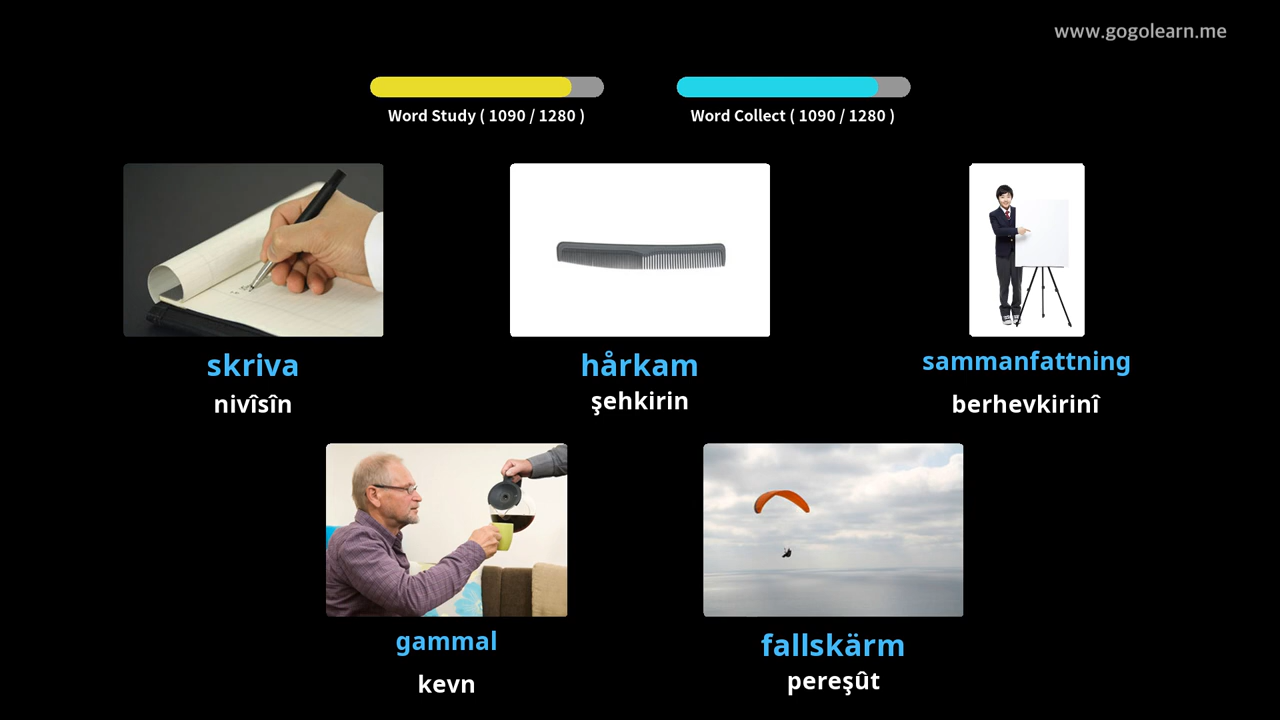 www.gogolearn.me
Word Study ( 1090 / 1280 )
Word Collect ( 1090 / 1280 )
skriva
nivîsîn
hårkam
şehkirin
sammanfattning
berhevkirinî
gammal
kevn
fallskärm
pereşût